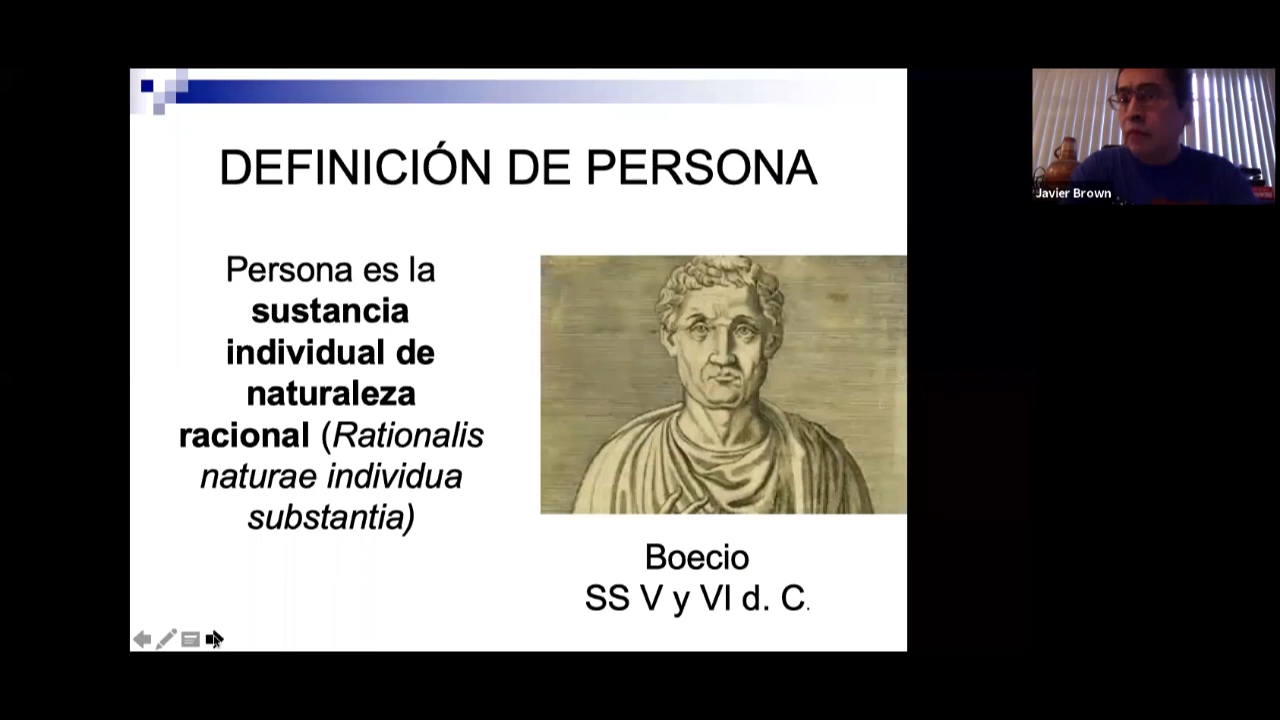 DEFINICIÓN DE PERSONA
Persona es la
sustancia
individual de
naturaleza
racional (Rationalis
naturae individua
substantia)
Boecio
SS V y VI d. C.
Javier Brown